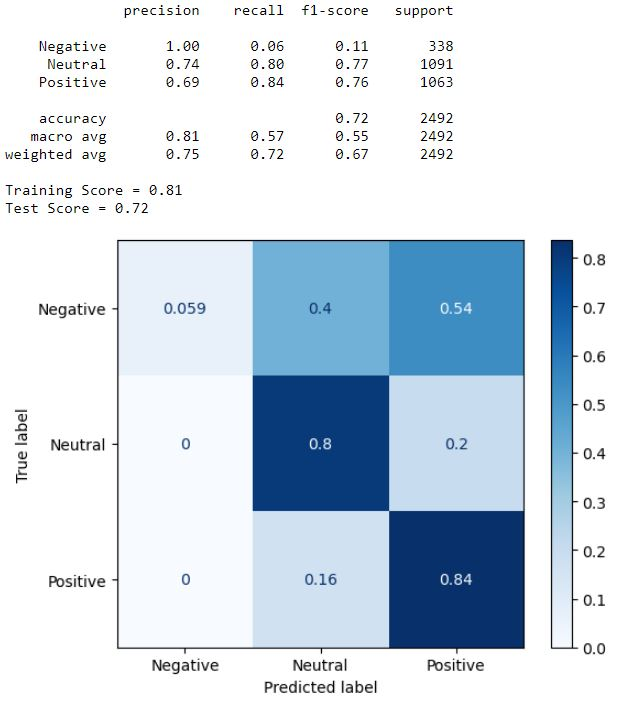 precision recall f1-score support
Negative 1.00 0.06 0.11 338
Neutral 0.74 0.80 0.77 1091
Positive 0.69 0.84 0.76 1063
accuracy 0.72 2492
macro avg 0.81 0.57 0.55 2492
weighted avg 0.75 0.72 0.67 2492
Training Score = 0.81
Test Score = 0.72
Negative 0.059 0.4 0.54
Neutral 0 0.8 0.2
Positive 0 0.16 0.84
Negative Neutral Positive
Predicted label
True label
0.8
0.7
0.6
0.5
0.4
0.3
0.2
0.1
0.0